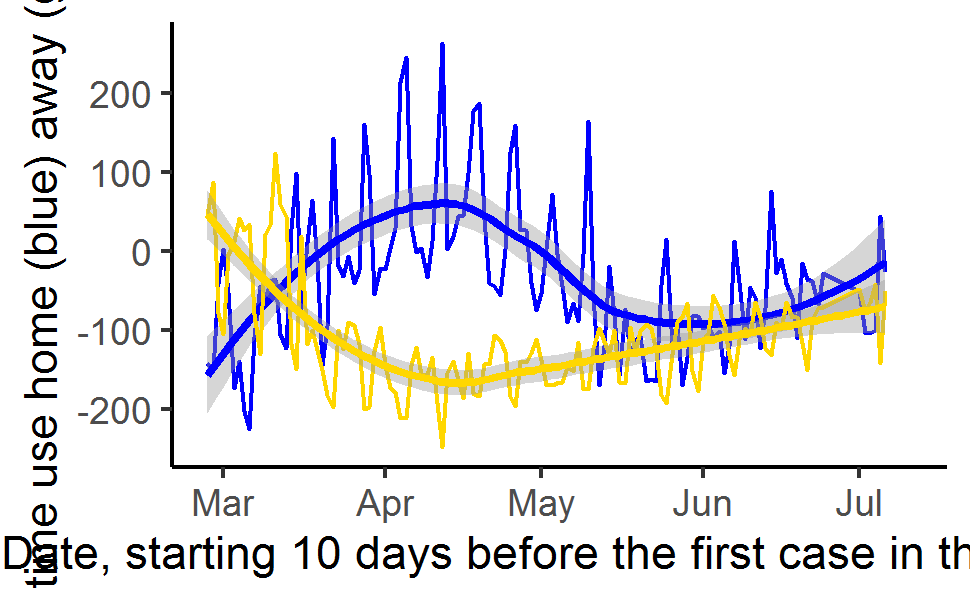 time use home (blue) away (
200
100
0
-100
-200
Mar Apr May Jun Jul
Date, starting 10 days before the first case in th